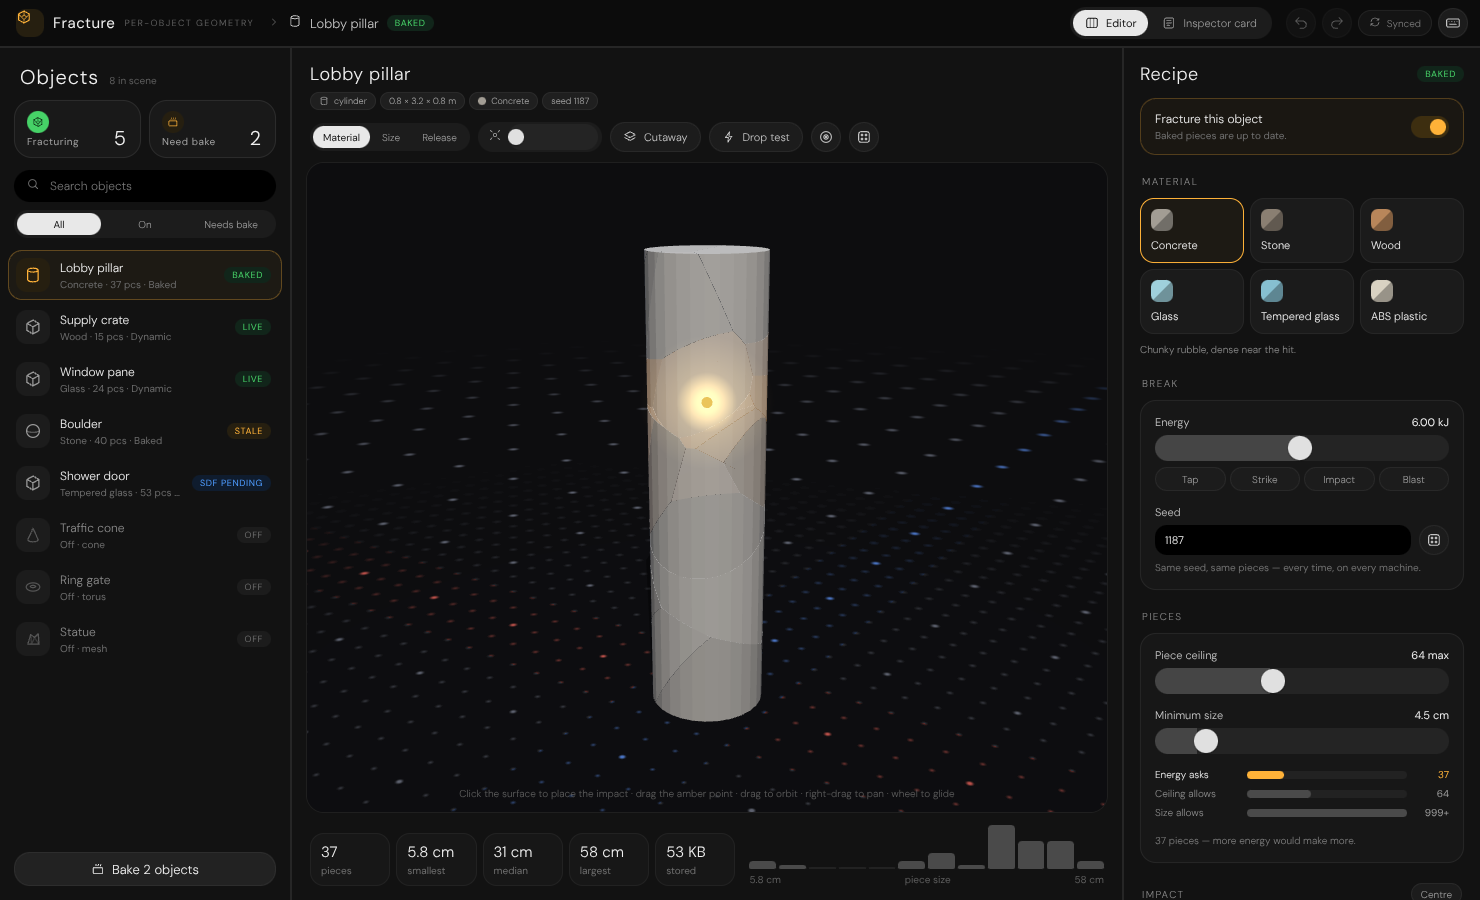 Fracture PER-OBJECT GEOMETRY > Lobby pillar BAKED
Editor Inspector card Synced
Objects 8 in scene
Fracturing 5
Need bake 2
Search objects
All On Needs bake
Lobby pillar
Concrete · 37 pcs · Baked
BAKED
Supply crate
Wood · 15 pcs · Dynamic
LIVE
Window pane
Glass · 24 pcs · Dynamic
LIVE
Boulder
Stone · 40 pcs · Baked
STALE
Shower door
Tempered glass · 53 pcs ...
SDF PENDING
Traffic cone
Off · cone
OFF
Ring gate
Off · torus
OFF
Statue
Off · mesh
OFF
Bake 2 objects
Lobby pillar
cylinder 0.8 × 3.2 × 0.8 m Concrete seed 1187
Material Size Release Cutaway Drop test
Click the surface to place the impact · drag the amber point · drag to orbit · right-drag to pan · wheel to glide
37
pieces
5.8 cm
smallest
31 cm
median
58 cm
largest
53 KB
stored
5.8 cm piece size 58 cm
Recipe BAKED
Fracture this object
Baked pieces are up to date.
MATERIAL
Concrete Stone Wood
Glass Tempered glass ABS plastic
Chunky rubble, dense near the hit.
BREAK
Energy 6.00 kJ
Tap Strike Impact Blast
Seed
1187
Same seed, same pieces — every time, on every machine.
PIECES
Piece ceiling 64 max
Minimum size 4.5 cm
Energy asks 37
Ceiling allows 64
Size allows 999+
37 pieces — more energy would make more.
IMPACT Centre